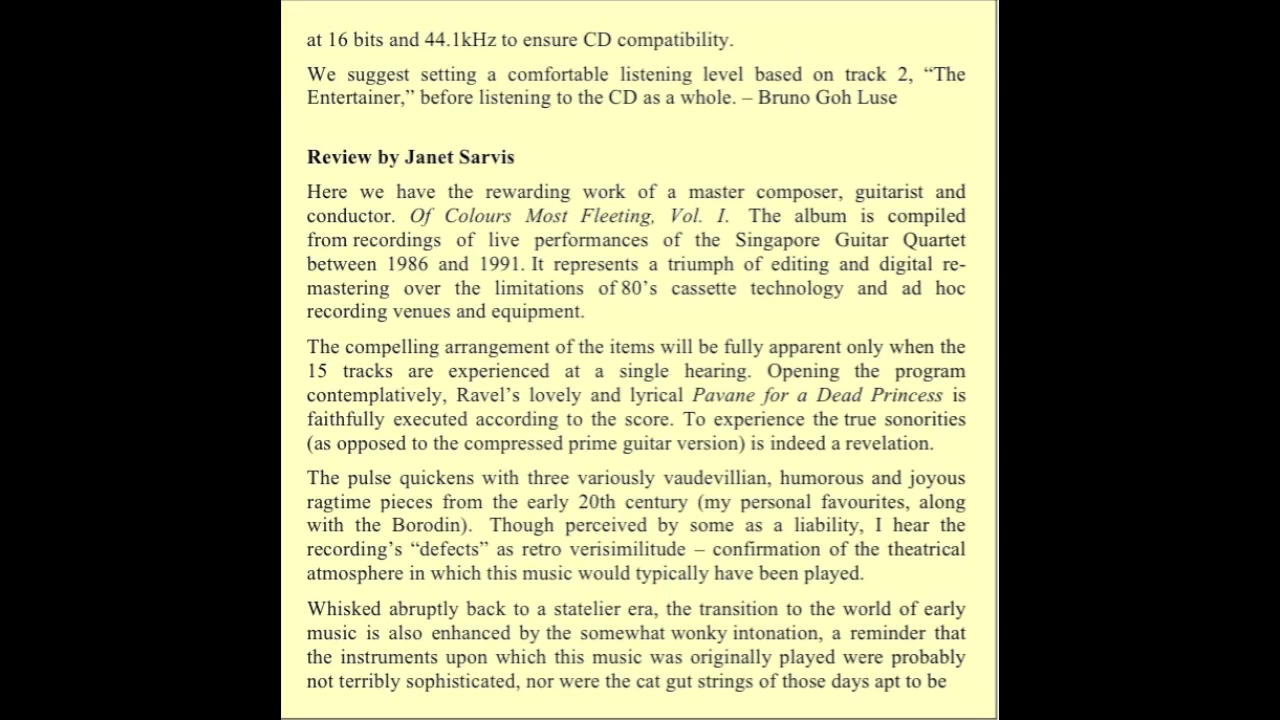 at 16 bits and 44.1kHz to ensure CD compatibility.
We suggest setting a comfortable listening level based on track 2, “The
Entertainer,” before listening to the CD as a whole. – Bruno Goh Luse
Review by Janet Sarvis
Here we have the rewarding work of a master composer, guitarist and
conductor. Of Colours Most Fleeting, Vol. I. The album is compiled
from recordings of live performances of the Singapore Guitar Quartet
between 1986 and 1991. It represents a triumph of editing and digital re-
mastering over the limitations of 80’s cassette technology and ad hoc
recording venues and equipment.
The compelling arrangement of the items will be fully apparent only when the
15 tracks are experienced at a single hearing. Opening the program
contemplatively, Ravel’s lovely and lyrical Pavane for a Dead Princess is
faithfully executed according to the score. To experience the true sonorities
(as opposed to the compressed prime guitar version) is indeed a revelation.
The pulse quickens with three variously vaudevillian, humorous and joyous
ragtime pieces from the early 20th century (my personal favourites, along
with the Borodin). Though perceived by some as a liability, I hear the
recording’s “defects” as retro verisimilitude – confirmation of the theatrical
atmosphere in which this music would typically have been played.
Whisked abruptly back to a statelier era, the transition to the world of early
music is also enhanced by the somewhat wonky intonation, a reminder that
the instruments upon which this music was originally played were probably
not terribly sophisticated, nor were the cat gut strings of those days apt to be